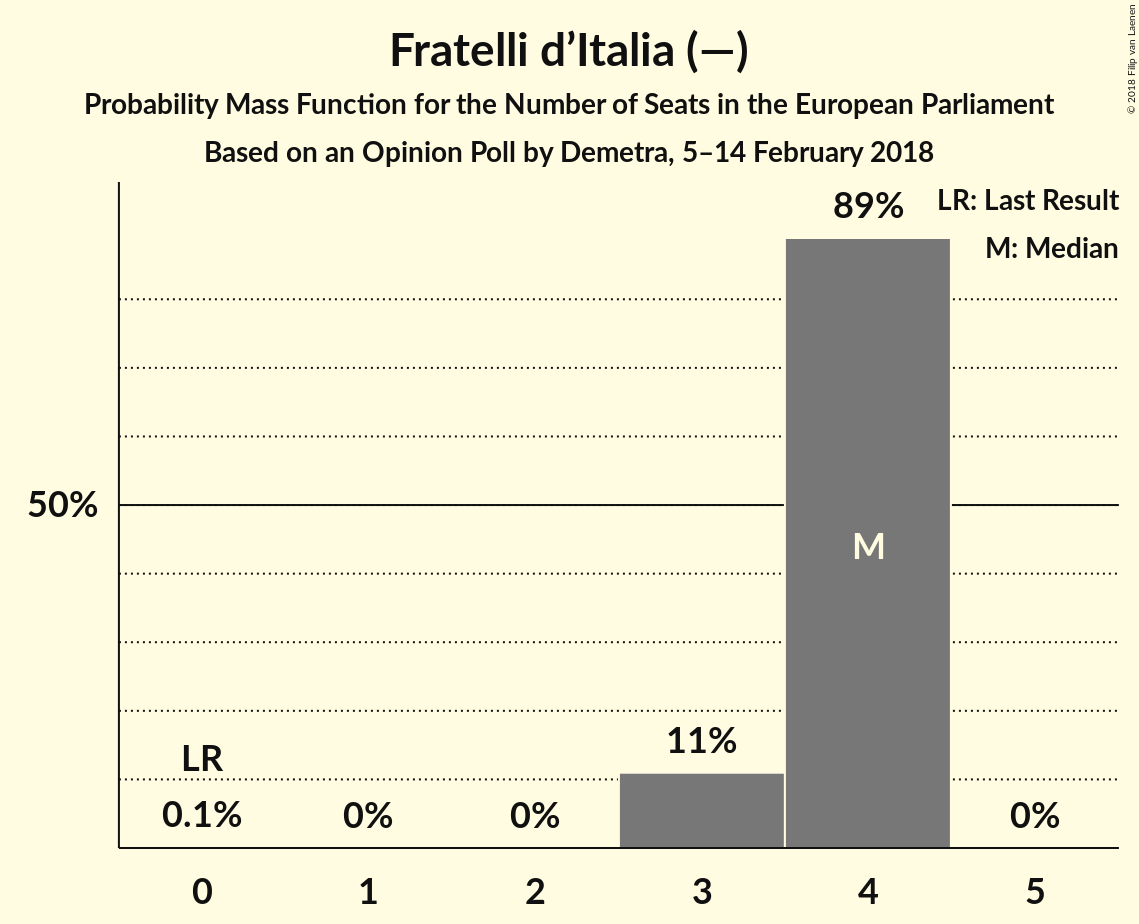 Fratelli d’Italia (—)
Probability Mass Function for the Number of Seats in the European Parliament
Based on an Opinion Poll by Demetra, 5–14 February 2018
© 2018 Filip van Laenen
LR: Last Result
M: Median
89%
50%
M
11%
LR
0.1%
0%
0%
0%
0
1
2
3
4
5